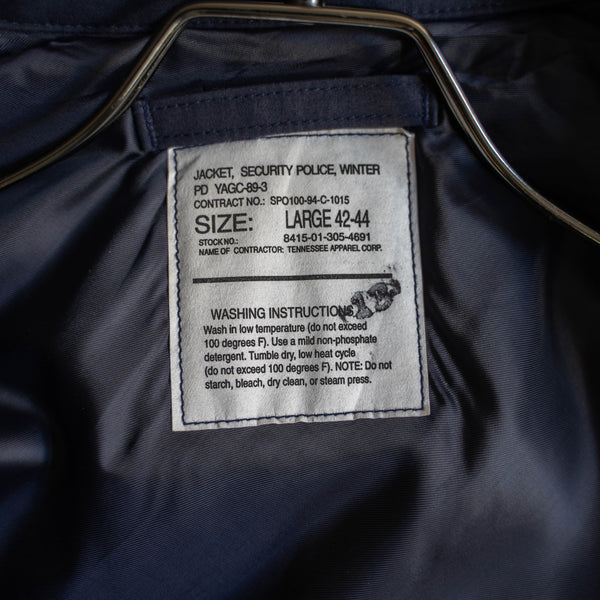 JACKET, SECURITY POLICE, WINTER
PD YAGC-89-3
CONTRACT NO.: SPO100-94-C-1015
SIZE: LARGE 42-44
STOCK NO.: 8415-01-305-4691
NAME OF CONTRACTOR: TENNESSEE APPAREL CORP.
WASHING INSTRUCTIONS
Wash in low temperature (do not exceed
100 degrees F). Use a mild non-phosphate
detergent. Tumble dry, low heat cycle
(do not exceed 100 degrees F). NOTE: Do not
starch, bleach, dry clean, or steam press.